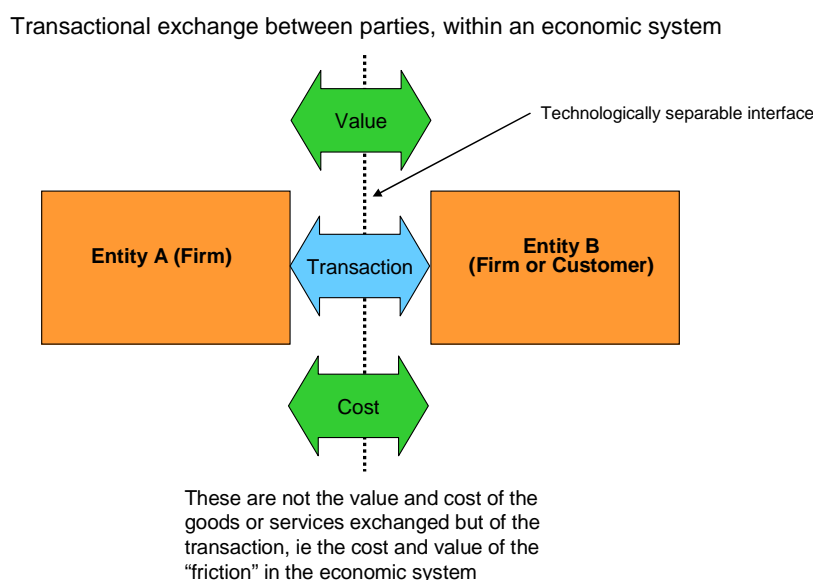 Transactional exchange between parties, within an economic system
Value
Technologically separable interface
Entity A (Firm)
Transaction
Entity B
(Firm or Customer)
Cost
These are not the value and cost of the
goods or services exchanged but of the
transaction, ie the cost and value of the
“friction” in the economic system